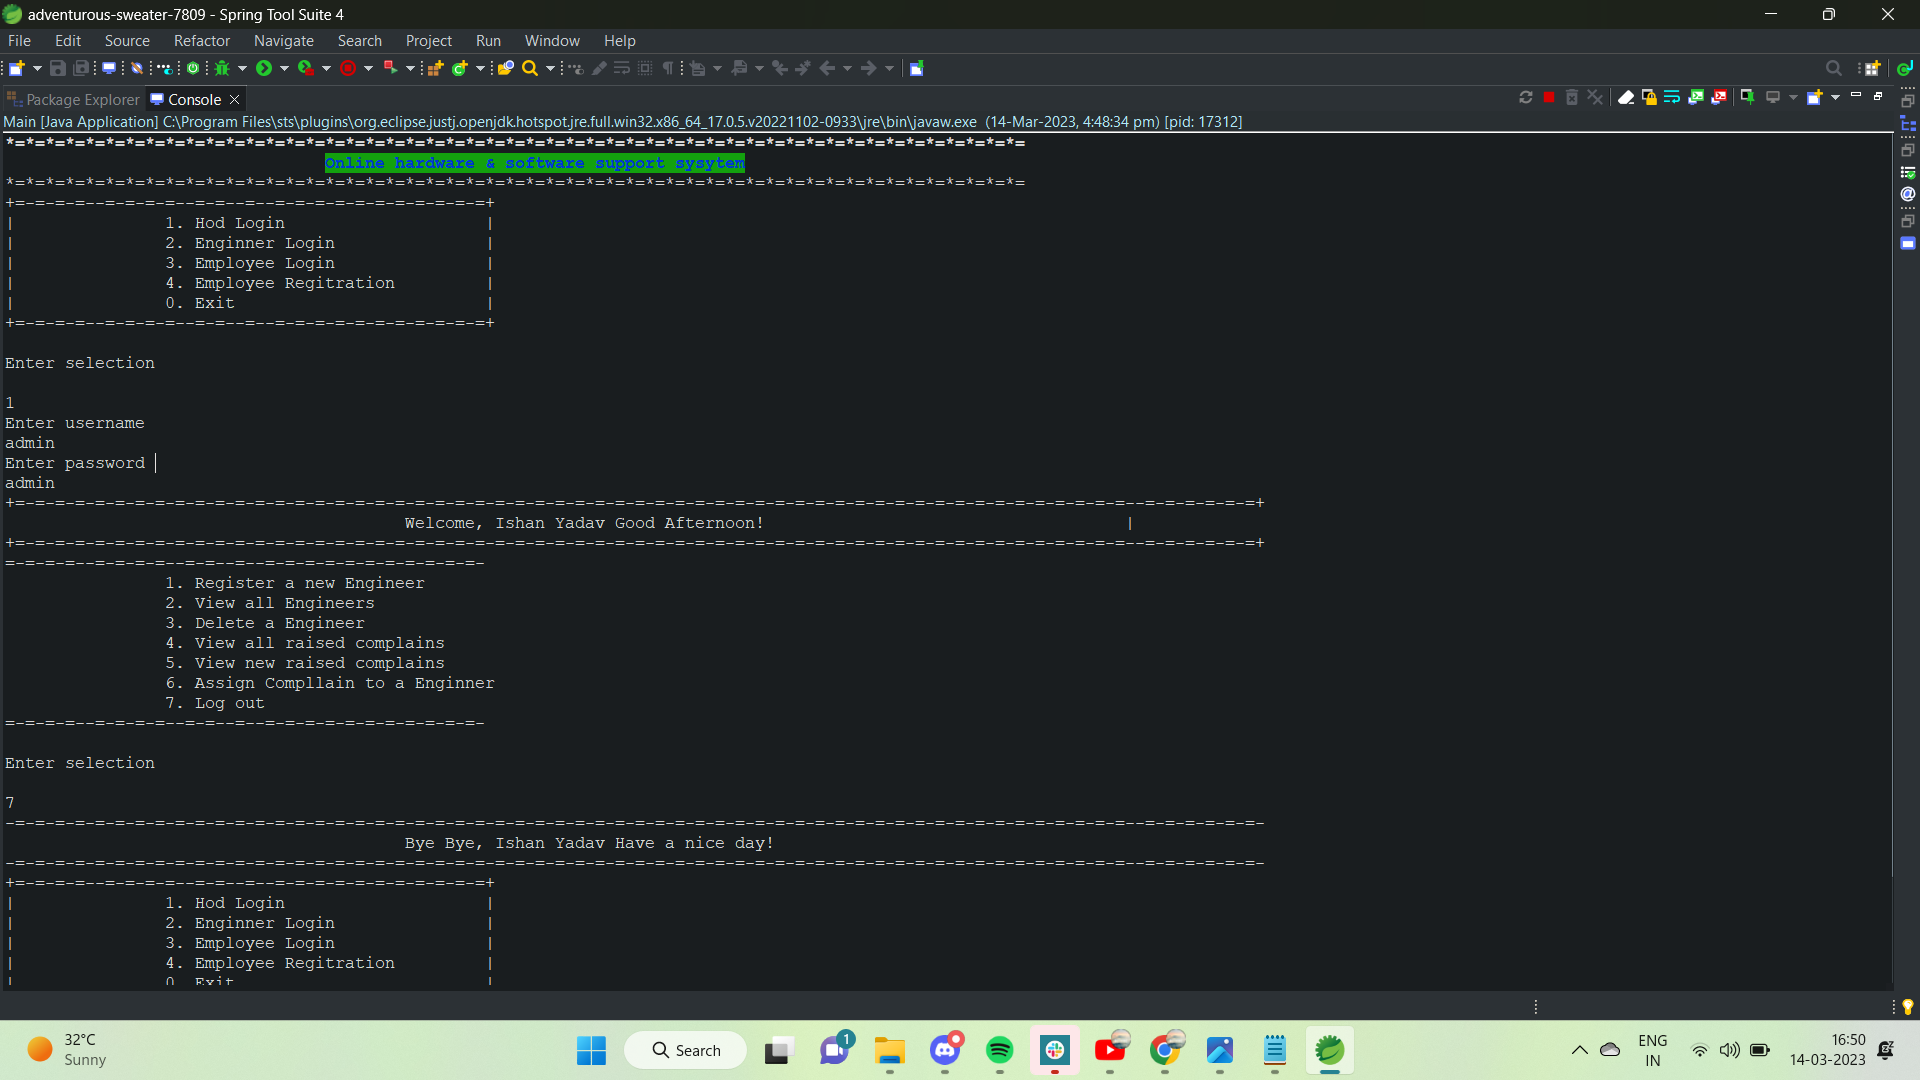 adventurous-sweater-7809 - Spring Tool Suite 4
File Edit Source Refactor Navigate Search Project Run Window Help
Package Explorer Console
Main [Java Application] C:\Program Files\sts\plugins\org.eclipse.justj.openjdk.hotspot.jre.full.win32.x86_64_17.0.5.v20221102-0933\jre\bin\javaw.exe (14-Mar-2023, 4:48:34 pm) [pid: 17312]
*=*=*=*=*=*=*=*=*=*=*=*=*=*=*=*=*=*=*=*=*=*=*=*=*=*=*=*=*=*=*=*=*=*=*=*=*=*=*=*=*=*=*=*=*=*=*=*=*=*=*=
Online hardware & software support sysytem
*=*=*=*=*=*=*=*=*=*=*=*=*=*=*=*=*=*=*=*=*=*=*=*=*=*=*=*=*=*=*=*=*=*=*=*=*=*=*=*=*=*=*=*=*=*=*=*=*=*=*=
+=-=-=-=--=-=-=-=-=--=-=--=--=-=-=-=-=-=-=-=-=-=+
| 1. Hod Login |
| 2. Enginner Login |
| 3. Employee Login |
| 4. Employee Regitration |
| 0. Exit |
+=-=-=-=--=-=-=-=-=--=-=--=--=-=-=-=-=-=-=-=-=-=+
Enter selection
1
Enter username
admin
Enter password
admin
+=-=-=-=-=-=-=-=-=-=-=-=-=-=-=-=-=-=-=-=-=-=-=-=-=-=-=-=-=-=-=-=-=-=-=-=-=-=-=-=-=-=-=-=-=-=-=-=-=-=-=-=-=-=-=-=--=-=-=-=-=-=+
Welcome, Ishan Yadav Good Afternoon! |
+=-=-=-=-=-=-=-=-=-=-=-=-=-=-=-=-=-=-=-=-=-=-=-=-=-=-=-=-=-=-=-=-=-=-=-=-=-=-=-=-=-=-=-=-=-=-=-=-=-=-=-=-=-=-=-=--=-=-=-=-=-=+
=-=-=-=--=-=-=-=--=-=--=--=-=-=-=-=-=-=-=-=-=-=-
1. Register a new Engineer
2. View all Engineers
3. Delete a Engineer
4. View all raised complains
5. View new raised complains
6. Assign Compllain to a Enginner
7. Log out
=-=-=-=--=-=-=-=--=-=--=--=-=-=-=-=-=-=-=-=-=-=-
Enter selection
7
-=-=-=-=-=-=-=-=-=-=-=-=-=-=-=-=-=-=-=-=-=-=-=-=-=-=-=-=-=-=-=-=-=-=-=-=-=-=-=-=-=-=-=-=-=-=-=-=-=-=-=-=-=-=-=-=--=-=-=-=-=-=-
Bye Bye, Ishan Yadav Have a nice day!
-=-=-=-=-=-=-=-=-=-=-=-=-=-=-=-=-=-=-=-=-=-=-=-=-=-=-=-=-=-=-=-=-=-=-=-=-=-=-=-=-=-=-=-=-=-=-=-=-=-=-=-=-=-=-=-=--=-=-=-=-=-=-
+=-=-=-=--=-=-=-=-=--=-=--=--=-=-=-=-=-=-=-=-=-=+
| 1. Hod Login |
| 2. Enginner Login |
| 3. Employee Login |
| 4. Employee Regitration |
| 0. Exit |
32°C
Sunny
Search
1
ENG
IN
16:50
14-03-2023